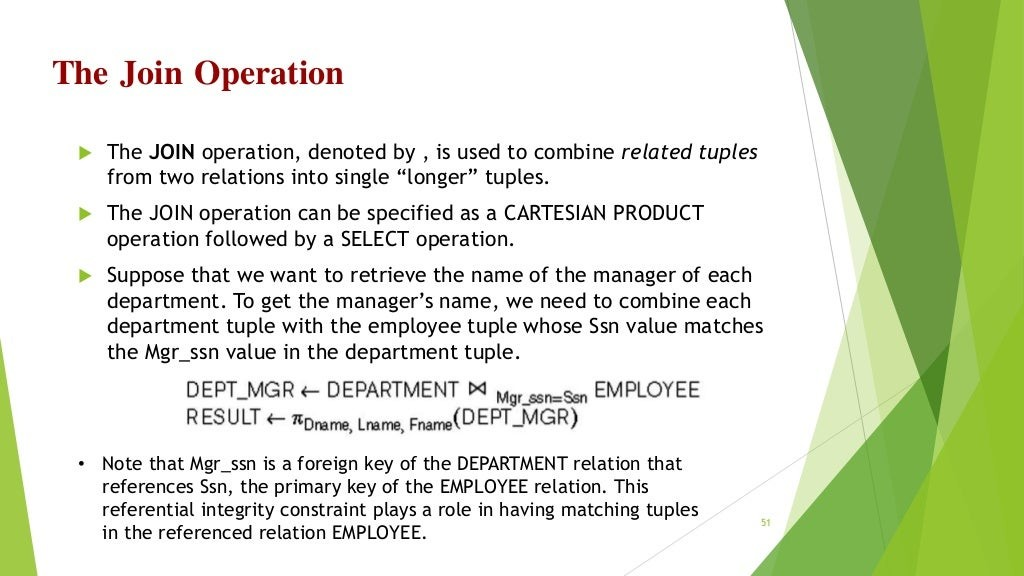 The Join Operation
The JOIN operation, denoted by , is used to combine related tuples
from two relations into single “longer” tuples.
The JOIN operation can be specified as a CARTESIAN PRODUCT
operation followed by a SELECT operation.
Suppose that we want to retrieve the name of the manager of each
department. To get the manager’s name, we need to combine each
department tuple with the employee tuple whose Ssn value matches
the Mgr_ssn value in the department tuple.
DEPT_MGR ← DEPARTMENT ⋈ Mgr_ssn=Ssn EMPLOYEE
RESULT ← π Dname, Lname, Fname(DEPT_MGR)
• Note that Mgr_ssn is a foreign key of the DEPARTMENT relation that
references Ssn, the primary key of the EMPLOYEE relation. This
referential integrity constraint plays a role in having matching tuples
in the referenced relation EMPLOYEE.
51